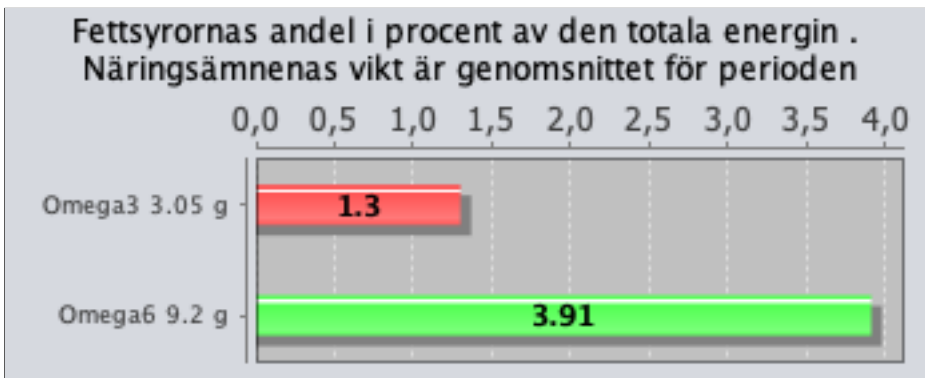 Fettsyrornas andel i procent av den totala energin .
Näringsämnenas vikt är genomsnittet för perioden
0,0 0,5 1,0 1,5 2,0 2,5 3,0 3,5 4,0
Omega3 3.05 g 1.3
Omega6 9.2 g 3.91